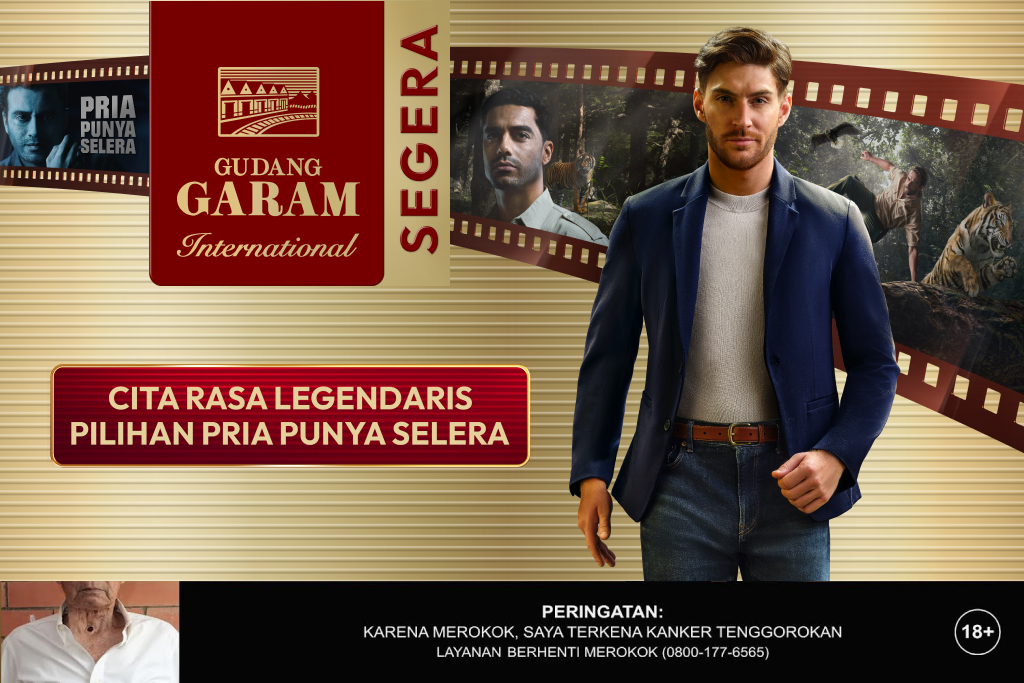 PRIA
PUNYA
SELERA
GUDANG
GARAM
International
SEGERA
CITA RASA LEGENDARIS
PILIHAN PRIA PUNYA SELERA
PERINGATAN:
KARENA MEROKOK, SAYA TERKENA KANKER TENGGOROKAN
LAYANAN BERHENTI MEROKOK (0800-177-6565)
18+